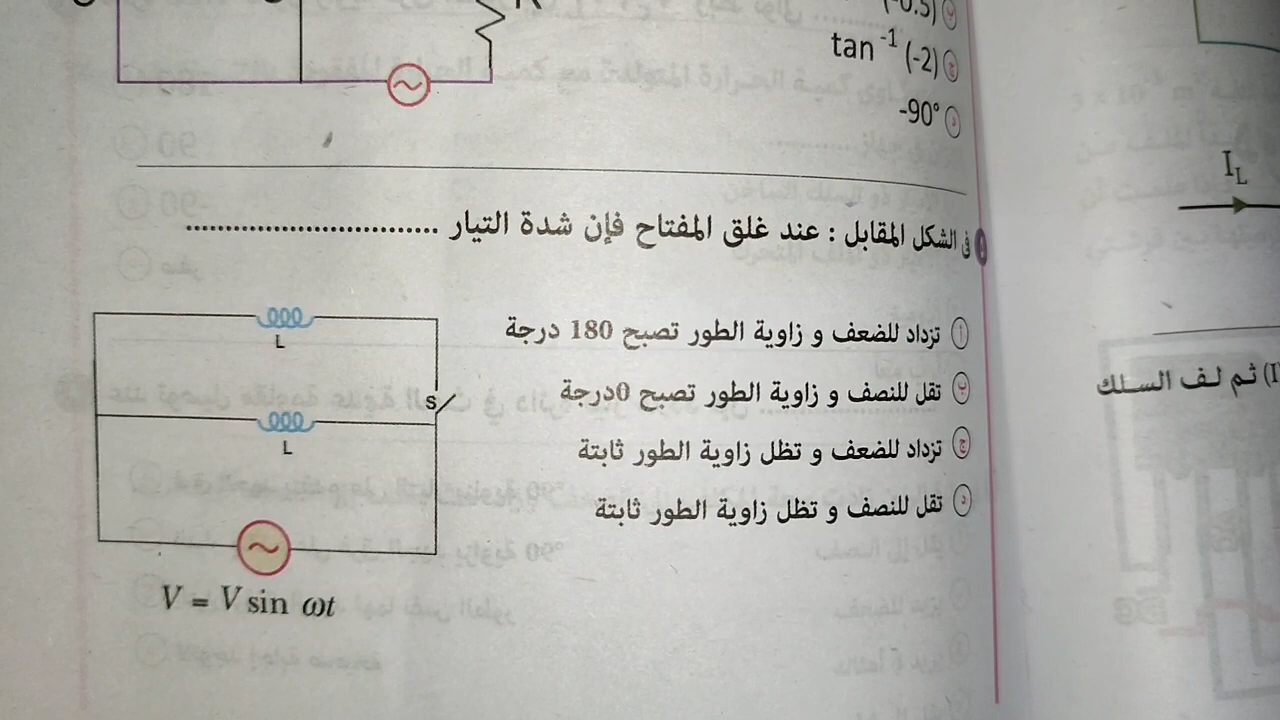 (-0.5) ب
tan⁻¹ (-2) ج
-90° د
في الشكل المقابل : عند غلق المفتاح فإن شدة التيار ..............................
أ تزداد للضعف و زاوية الطور تصبح 180 درجة
ب تقل للنصف و زاوية الطور تصبح 0درجة
ج تزداد للضعف و تظل زاوية الطور ثابتة
د تقل للنصف و تظل زاوية الطور ثابتة
L
S
L
V = V sin ωt
I_L
ثم لف السلك